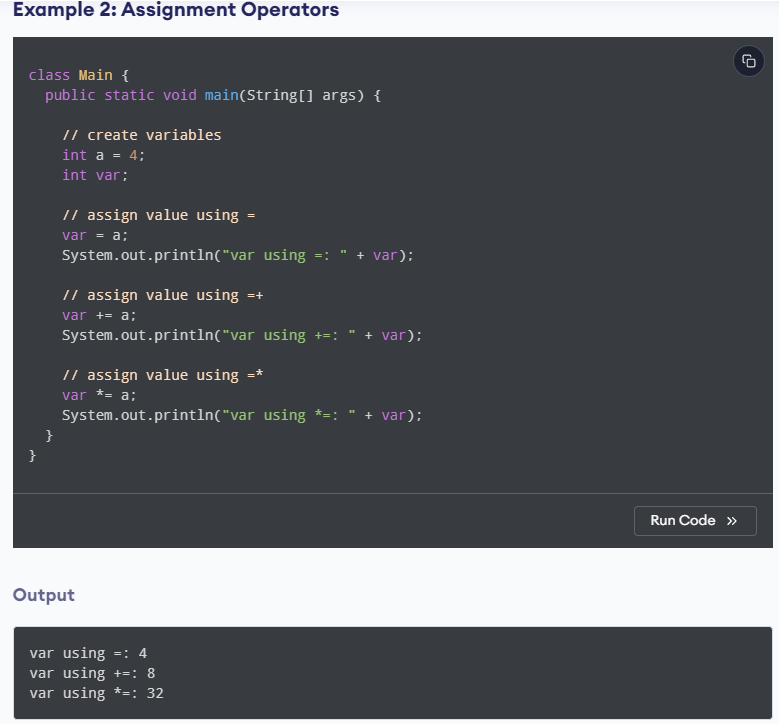 Example 2: Assignment Operators
class Main {
  public static void main(String[] args) {

    // create variables
    int a = 4;
    int var;

    // assign value using =
    var = a;
    System.out.println("var using =: " + var);

    // assign value using =+
    var += a;
    System.out.println("var using +=: " + var);

    // assign value using =*
    var *= a;
    System.out.println("var using *=: " + var);
  }
}
Run Code »
Output
var using =: 4
var using +=: 8
var using *=: 32